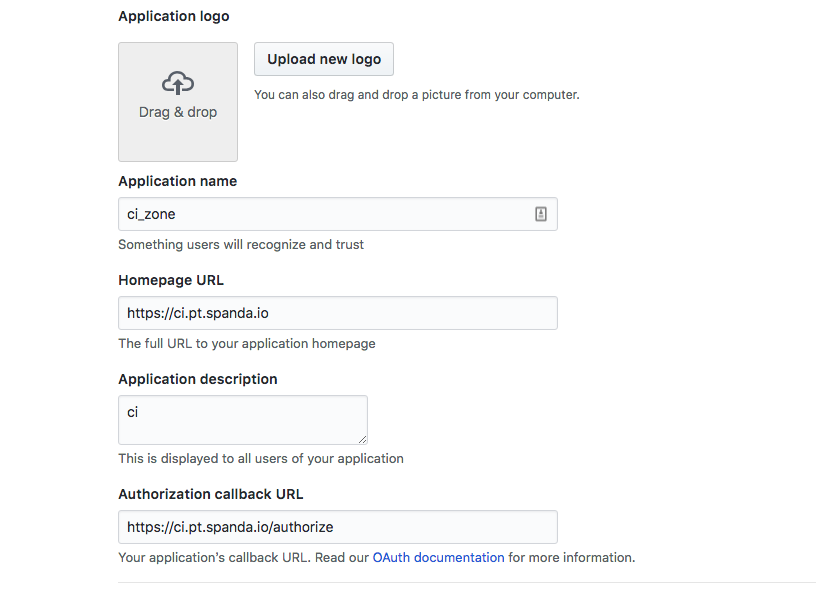 Application logo
Upload new logo
Drag & drop
You can also drag and drop a picture from your computer.
Application name
ci_zone
Something users will recognize and trust
Homepage URL
https://ci.pt.spanda.io
The full URL to your application homepage
Application description
ci
This is displayed to all users of your application
Authorization callback URL
https://ci.pt.spanda.io/authorize
Your application's callback URL. Read our OAuth documentation for more information.